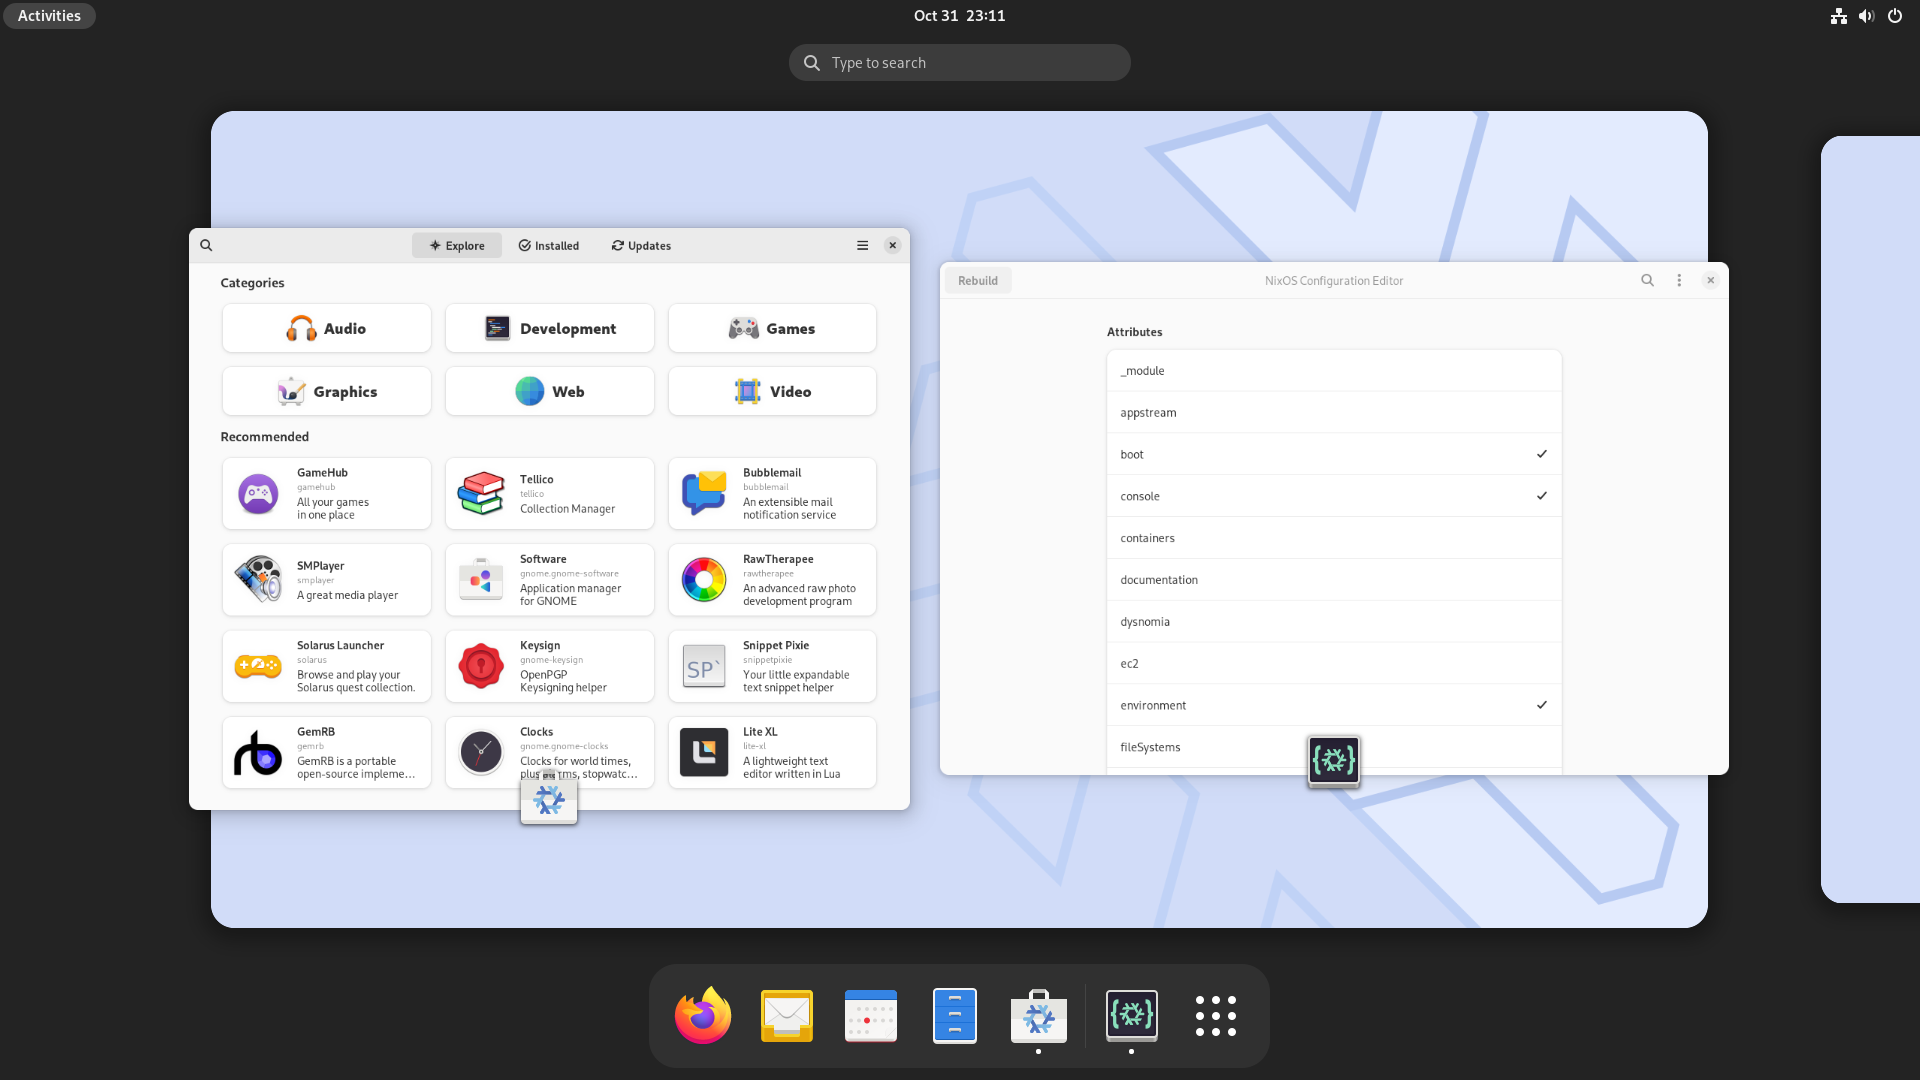 Activities
Oct 31 23:11
Type to search
Explore
Installed
Updates
Categories
Audio
Development
Games
Graphics
Web
Video
Recommended
GameHub
gamehub
All your games
in one place
Tellico
tellico
Collection Manager
Bubblemail
bubblemail
An extensible mail
notification service
SMPlayer
smplayer
A great media player
Software
gnome.gnome-software
Application manager
for GNOME
RawTherapee
rawtherapee
An advanced raw photo
development program
Solarus Launcher
solarus
Browse and play your
Solarus quest collection.
Keysign
gnome-keysign
OpenPGP
Keysigning helper
Snippet Pixie
snippetpixie
Your little expandable
text snippet helper
SP`
GemRB
gemrb
GemRB is a portable
open-source impleme...
Clocks
gnome.gnome-clocks
Clocks for world times,
stopwatc...
Lite XL
lite-xl
A lightweight text
editor written in Lua
Rebuild
NixOS Configuration Editor
Attributes
_module
appstream
boot
console
containers
documentation
dysnomia
ec2
environment
fileSystems